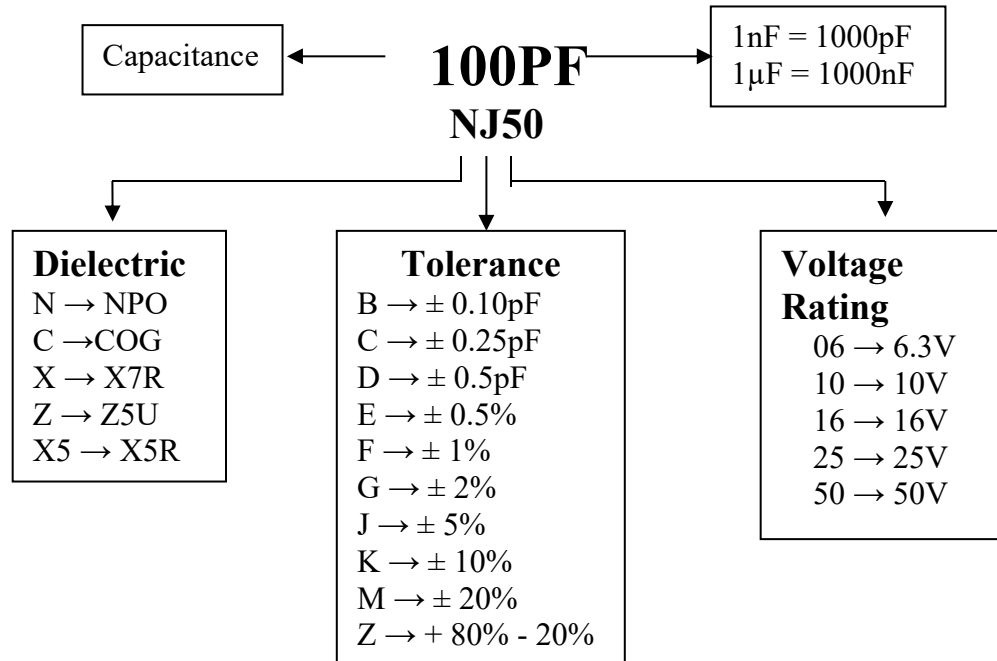 Capacitance
100PF
NJ50
1nF = 1000pF
1µF = 1000nF
Dielectric
N → NPO
C →COG
X → X7R
Z → Z5U
X5 → X5R
Tolerance
B → ± 0.10pF
C → ± 0.25pF
D → ± 0.5pF
E → ± 0.5%
F → ± 1%
G → ± 2%
J → ± 5%
K → ± 10%
M → ± 20%
Z → + 80% - 20%
Voltage
Rating
06 → 6.3V
10 → 10V
16 → 16V
25 → 25V
50 → 50V